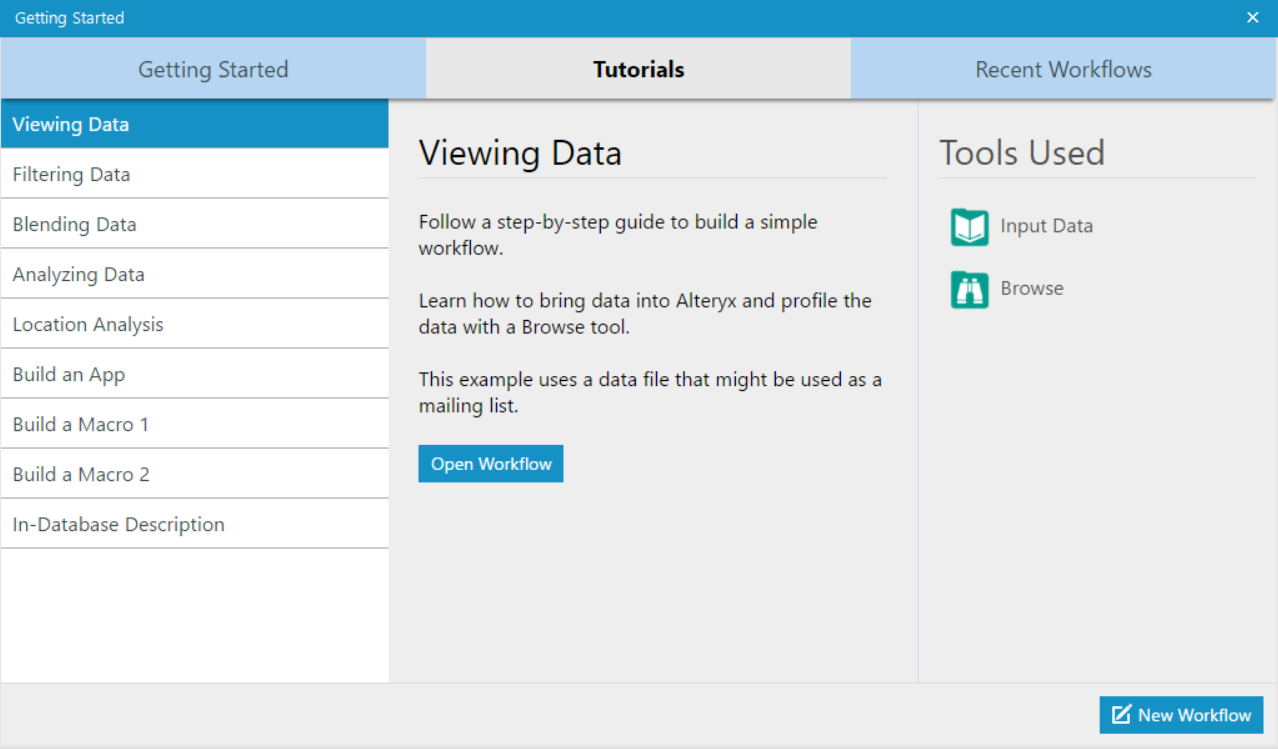 Getting Started
Getting Started
Tutorials
Recent Workflows
Viewing Data
Filtering Data
Blending Data
Analyzing Data
Location Analysis
Build an App
Build a Macro 1
Build a Macro 2
In-Database Description
Viewing Data
Follow a step-by-step guide to build a simple
workflow.
Learn how to bring data into Alteryx and profile the
data with a Browse tool.
This example uses a data file that might be used as a
mailing list.
Open Workflow
Tools Used
Input Data
Browse
New Workflow